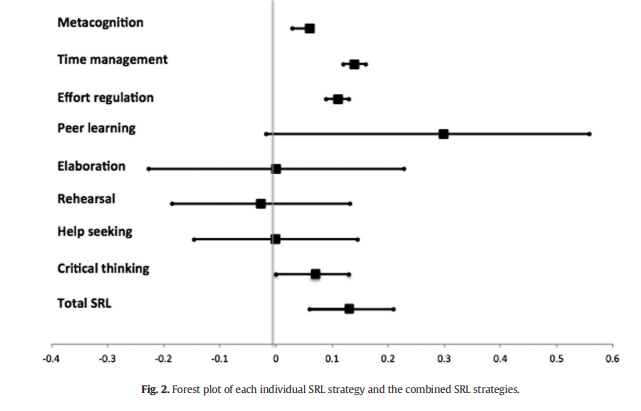 Metacognition
Time management
Effort regulation
Peer learning
Elaboration
Rehearsal
Help seeking
Critical thinking
Total SRL
-0.4 -0.3 -0.2 -0.1 0 0.1 0.2 0.3 0.4 0.5 0.6
Fig. 2. Forest plot of each individual SRL strategy and the combined SRL strategies.